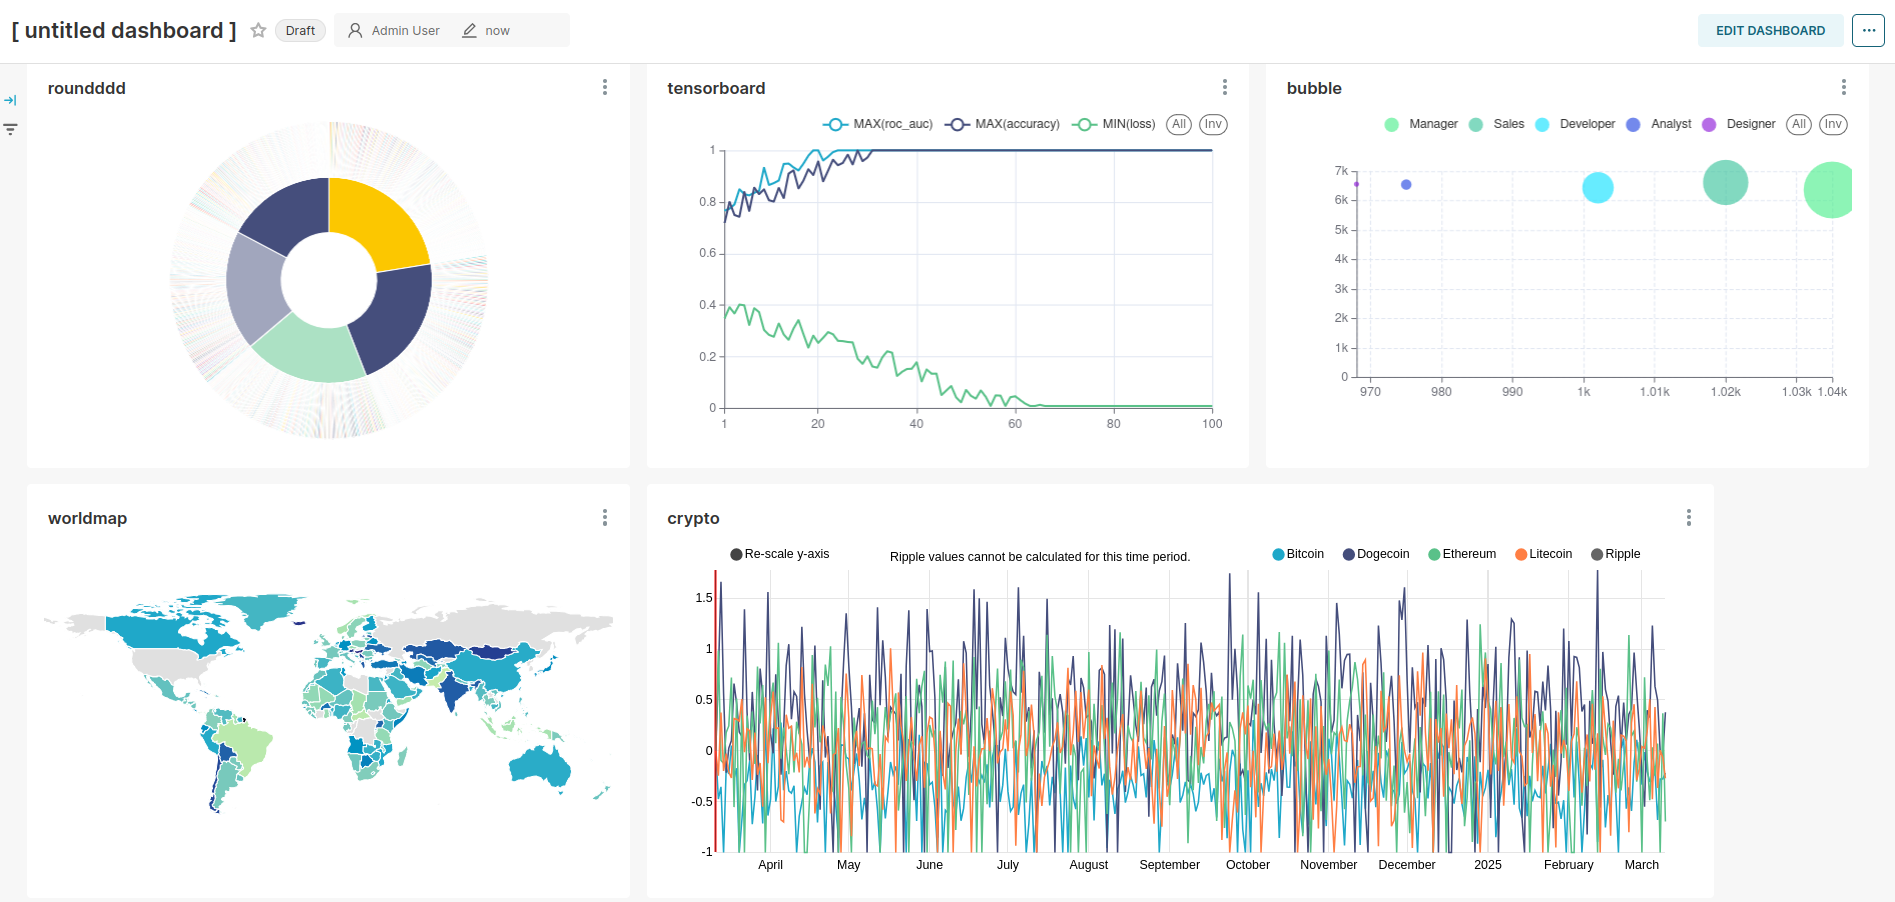 [ untitled dashboard ] Draft Admin User now EDIT DASHBOARD ...
roundddd
tensorboard
MAX(roc_auc) MAX(accuracy) MIN(loss) All Inv
1
0.8
0.6
0.4
0.2
0
1 20 40 60 80 100
bubble
Manager Sales Developer Analyst Designer All Inv
7k
6k
5k
4k
3k
2k
1k
0
970 980 990 1k 1.01k 1.02k 1.03k 1.04k
worldmap
crypto
Re-scale y-axis Ripple values cannot be calculated for this time period. Bitcoin Dogecoin Ethereum Litecoin Ripple
1.5
1
0.5
0
-0.5
-1
April May June July August September October November December 2025 February March